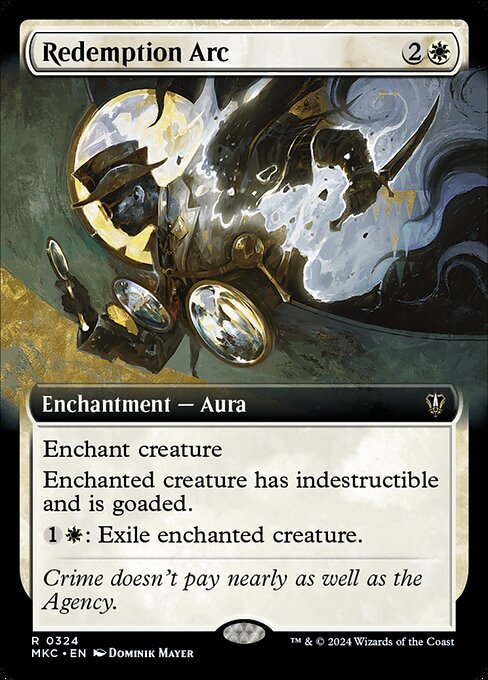 Redemption Arc 2
Enchantment — Aura
Enchant creature
Enchanted creature has indestructible
and is goaded.
1 : Exile enchanted creature.
Crime doesn't pay nearly as well as the
Agency.
R 0324
MKC • EN Dominik Mayer
™ & © 2024 Wizards of the Coast